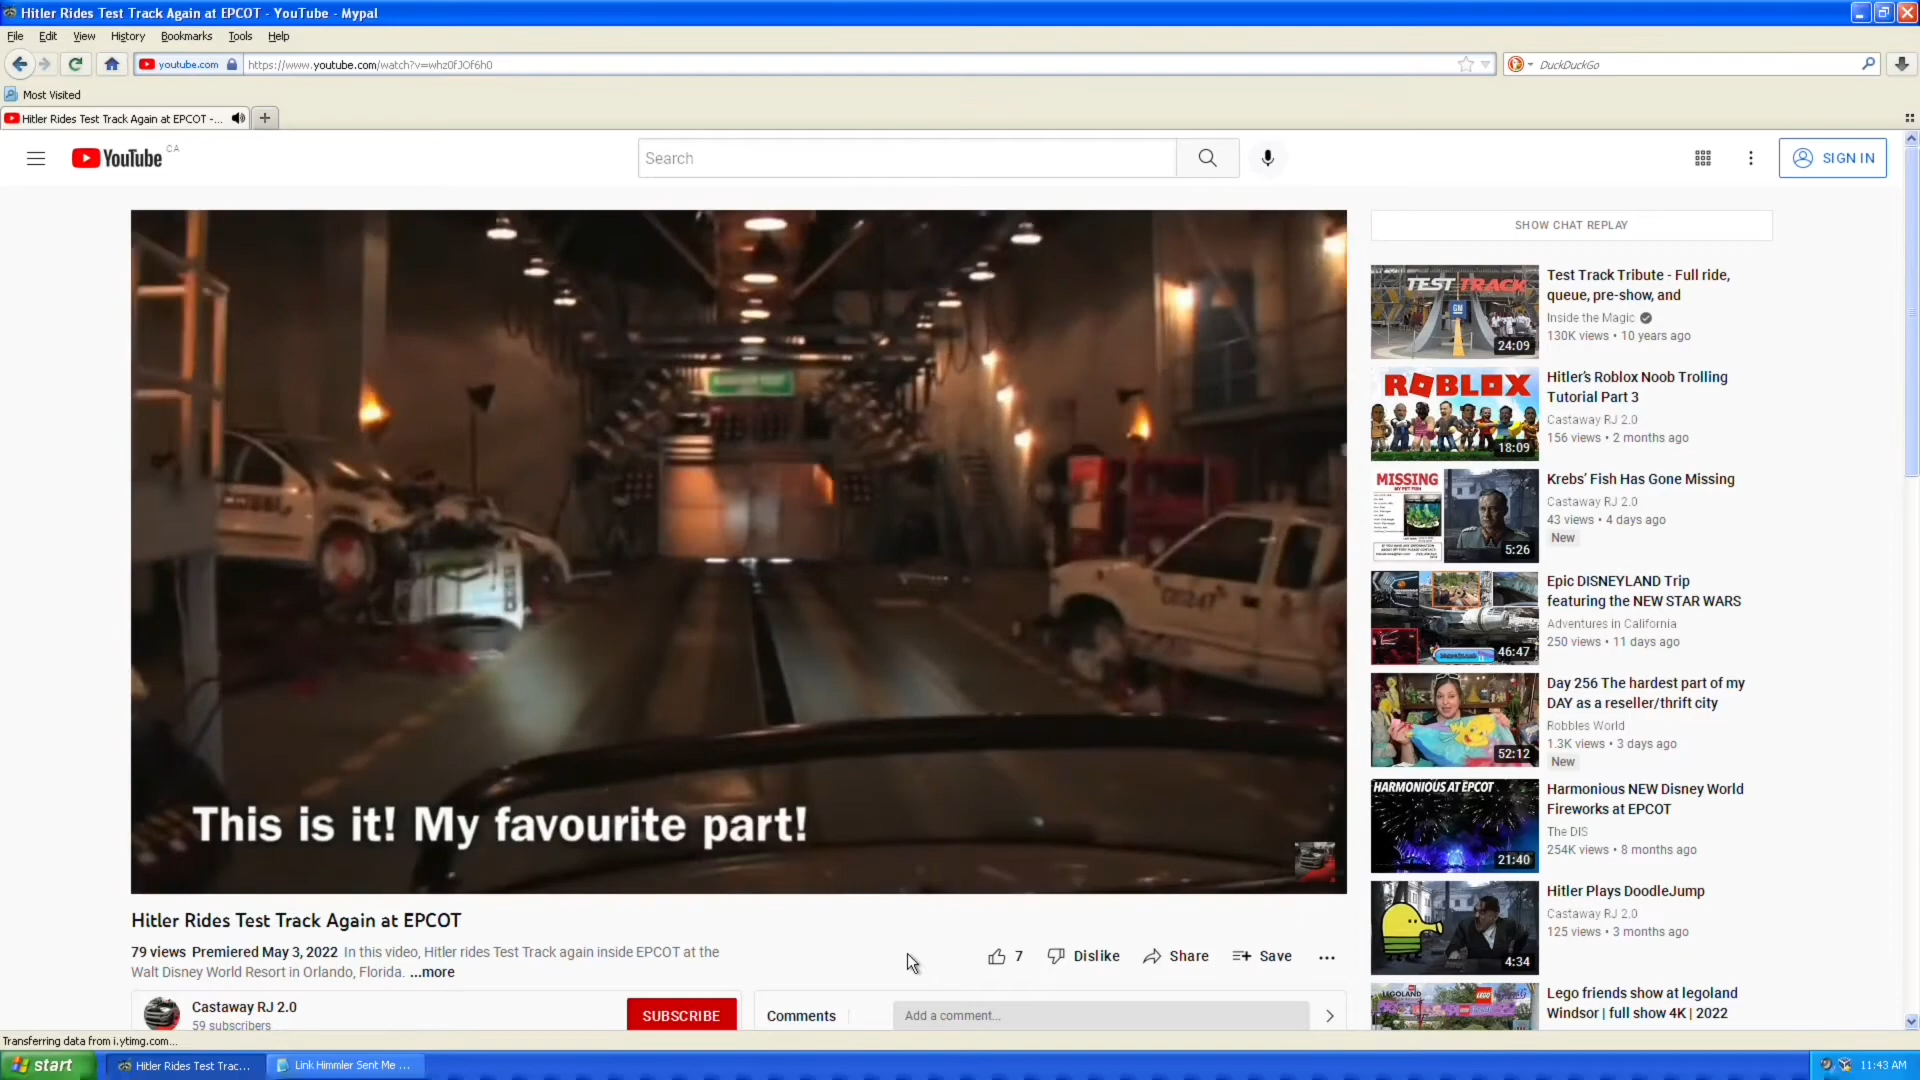 Hitler Rides Test Track Again at EPCOT - YouTube - Mypal
File Edit View History Bookmarks Tools Help
youtube.com https://www.youtube.com/watch?v=whz0fJOf6h0 DuckDuckGo
Most Visited
Hitler Rides Test Track Again at EPCOT -...
YouTube CA
Search
SIGN IN
SHOW CHAT REPLAY
TEST TRACK
GM
24:09
Test Track Tribute - Full ride,
queue, pre-show, and
Inside the Magic
130K views • 10 years ago
ROBLOX
18:09
Hitler's Roblox Noob Trolling
Tutorial Part 3
Castaway RJ 2.0
156 views • 2 months ago
MISSING
5:26
Krebs' Fish Has Gone Missing
Castaway RJ 2.0
43 views • 4 days ago
New
46:47
Epic DISNEYLAND Trip
featuring the NEW STAR WARS
Adventures in California
250 views • 11 days ago
52:12
Day 256 The hardest part of my
DAY as a reseller/thrift city
Robbles World
1.3K views • 3 days ago
New
HARMONIOUS AT EPCOT
21:40
Harmonious NEW Disney World
Fireworks at EPCOT
The DIS
254K views • 8 months ago
4:34
Hitler Plays DoodleJump
Castaway RJ 2.0
125 views • 3 months ago
LEGOLAND
Lego friends show at legoland
Windsor | full show 4K | 2022
This is it! My favourite part!
Hitler Rides Test Track Again at EPCOT
79 views Premiered May 3, 2022 In this video, Hitler rides Test Track again inside EPCOT at the
Walt Disney World Resort in Orlando, Florida. ...more
7 Dislike Share Save
Castaway RJ 2.0
59 subscribers
SUBSCRIBE
Comments
Add a comment...
Transferring data from i.ytimg.com...
start
Hitler Rides Test Trac...
Link Himmler Sent Me ...
11:43 AM